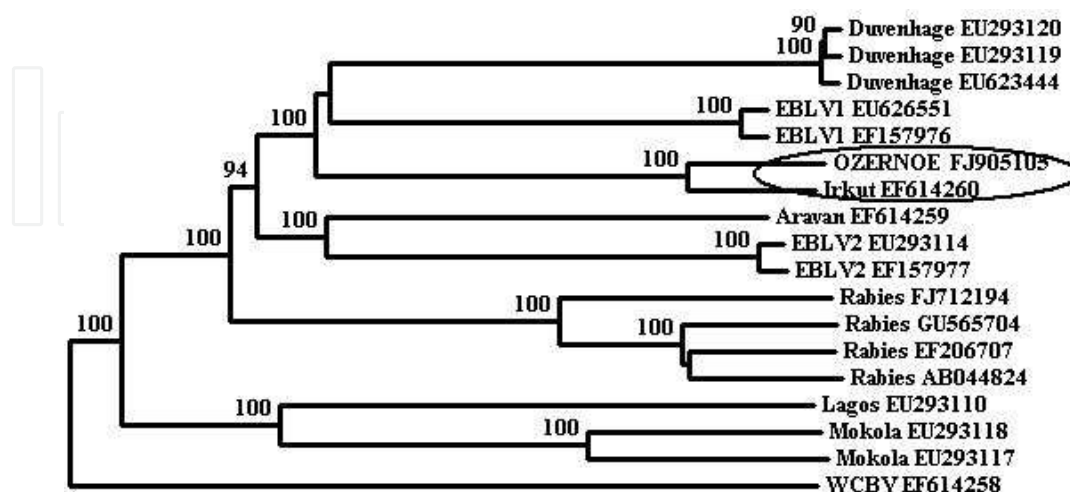 90 Duvenhage EU293120
100 Duvenhage EU293119
Duvenhage EU623444
100 EBLV1 EU626551
EBLV1 EF157976
100 OZERNOE FJ905105
94 Irkut EF614260
100 Aravan EF614259
100 100 EBLV2 EU293114
EBLV2 EF157977
100 Rabies FJ712194
100 100 Rabies GU565704
Rabies EF206707
Rabies AB044824
100 Lagos EU293110
100 Mokola EU293118
Mokola EU293117
WCBV EF614258